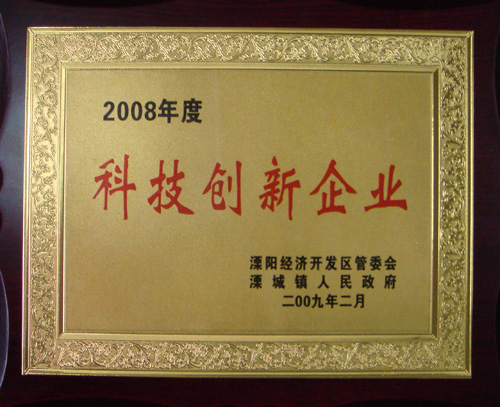 2008年度
科技创新企业
溧阳经济开发区管委会
溧城镇人民政府
二00九年二月